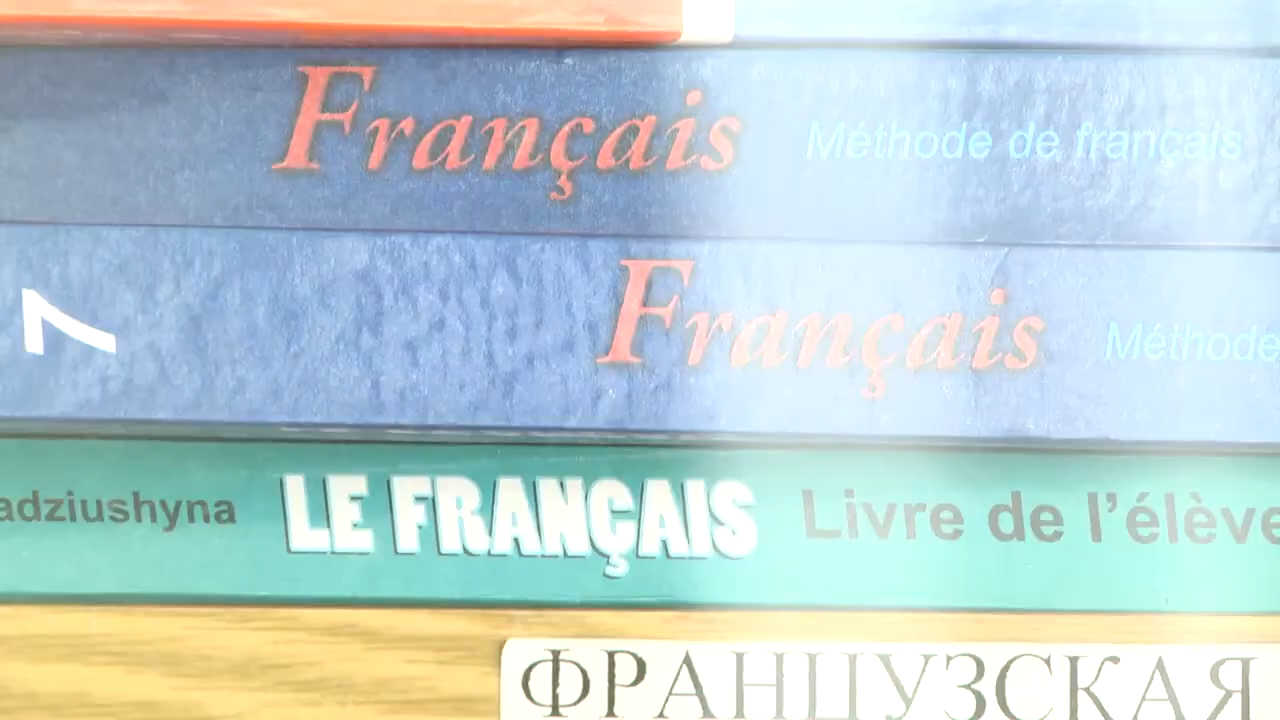 Français Méthode de français
7 Français Méthode
adziushyna LE FRANÇAIS Livre de l'élève
ФРАНЦУЗСКАЯ